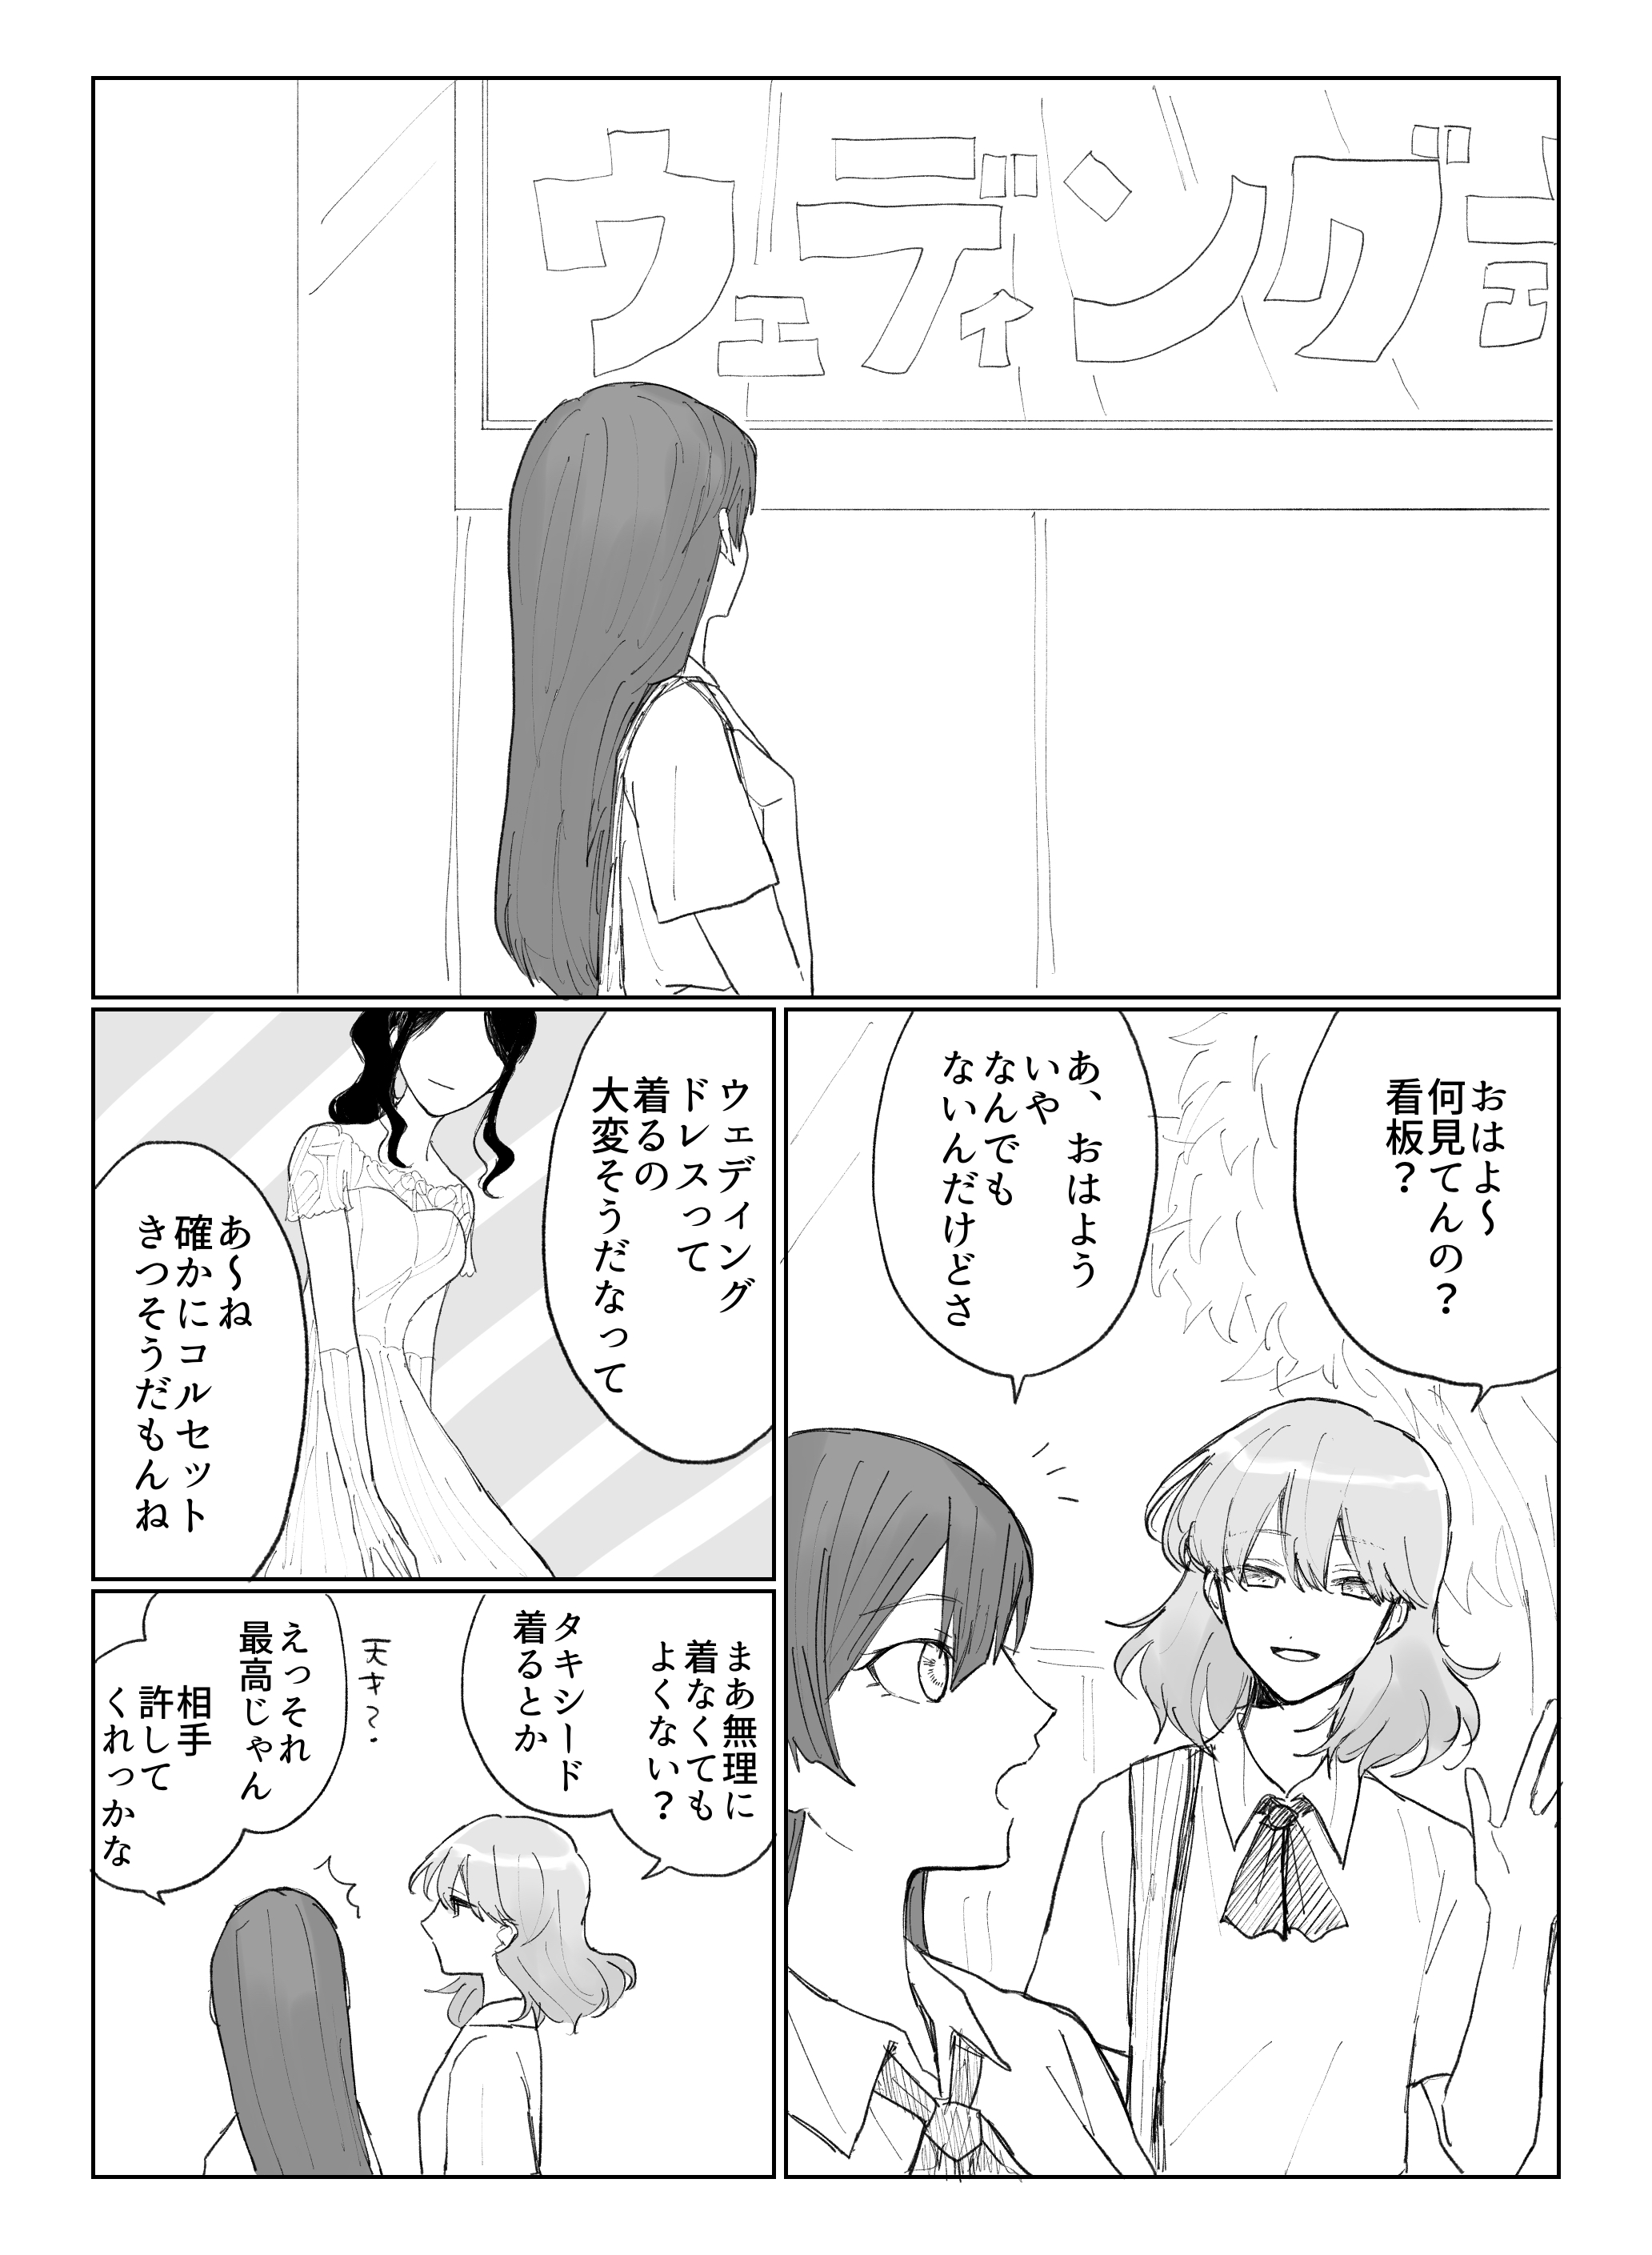 ウェディング
おはよ～
何見てんの？
看板？
あ、おはよう
いや
なんでも
ないんだけどさ
ウェディング
ドレスって
着るの
大変そうだなって
あ～ね
確かにコルセット
きつそうだもんね
まあ無理に
着なくても
よくない？
タキシード
着るとか
天才？
えっそれ
最高じゃん
相手
許して
くれっかな